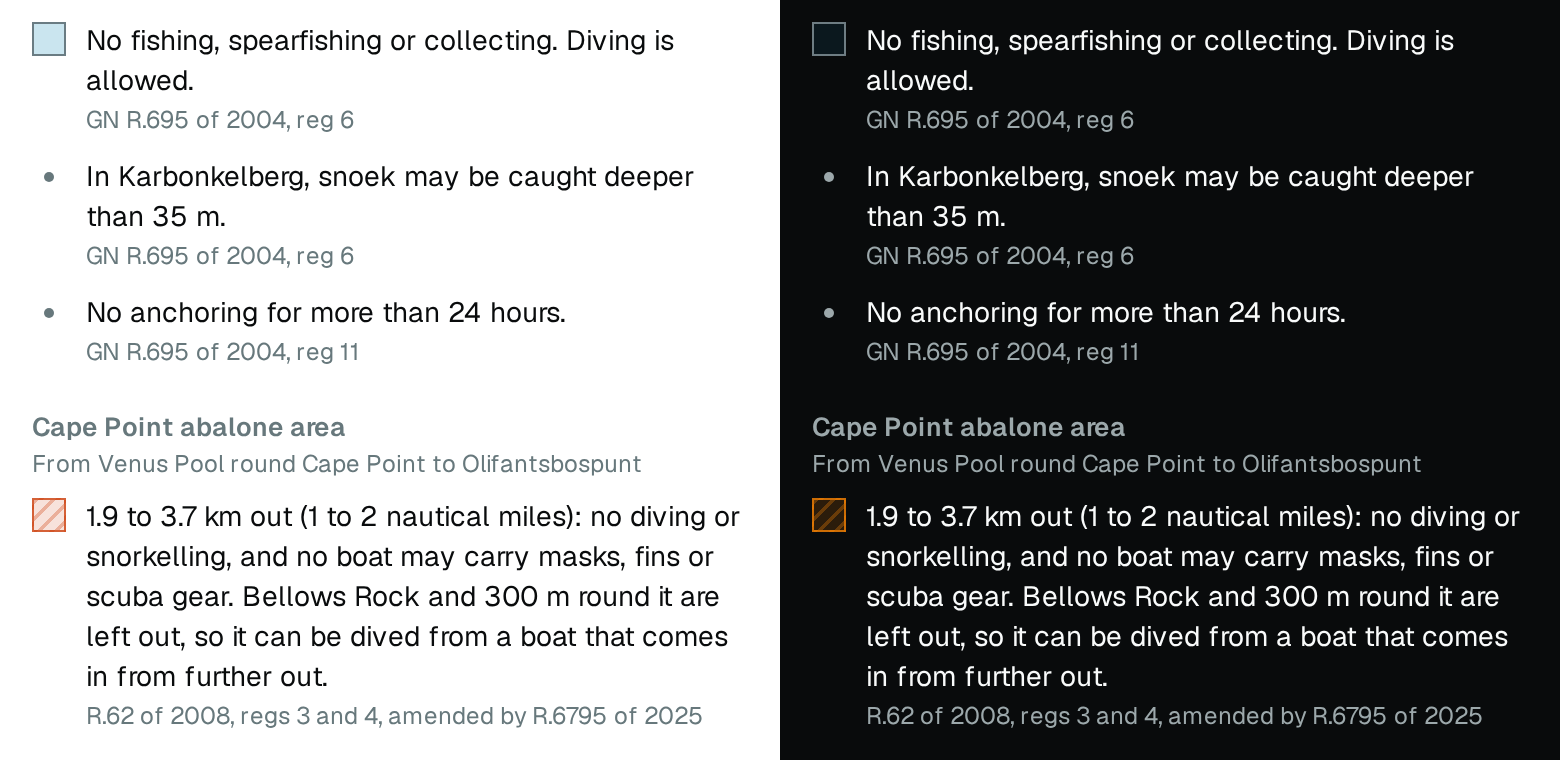 No fishing, spearfishing or collecting. Diving is
allowed.
GN R.695 of 2004, reg 6
In Karbonkelberg, snoek may be caught deeper
than 35 m.
GN R.695 of 2004, reg 6
No anchoring for more than 24 hours.
GN R.695 of 2004, reg 11
Cape Point abalone area
From Venus Pool round Cape Point to Olifantsbospunt
1.9 to 3.7 km out (1 to 2 nautical miles): no diving or
snorkelling, and no boat may carry masks, fins or
scuba gear. Bellows Rock and 300 m round it are
left out, so it can be dived from a boat that comes
in from further out.
R.62 of 2008, regs 3 and 4, amended by R.6795 of 2025
No fishing, spearfishing or collecting. Diving is
allowed.
GN R.695 of 2004, reg 6
In Karbonkelberg, snoek may be caught deeper
than 35 m.
GN R.695 of 2004, reg 6
No anchoring for more than 24 hours.
GN R.695 of 2004, reg 11
Cape Point abalone area
From Venus Pool round Cape Point to Olifantsbospunt
1.9 to 3.7 km out (1 to 2 nautical miles): no diving or
snorkelling, and no boat may carry masks, fins or
scuba gear. Bellows Rock and 300 m round it are
left out, so it can be dived from a boat that comes
in from further out.
R.62 of 2008, regs 3 and 4, amended by R.6795 of 2025